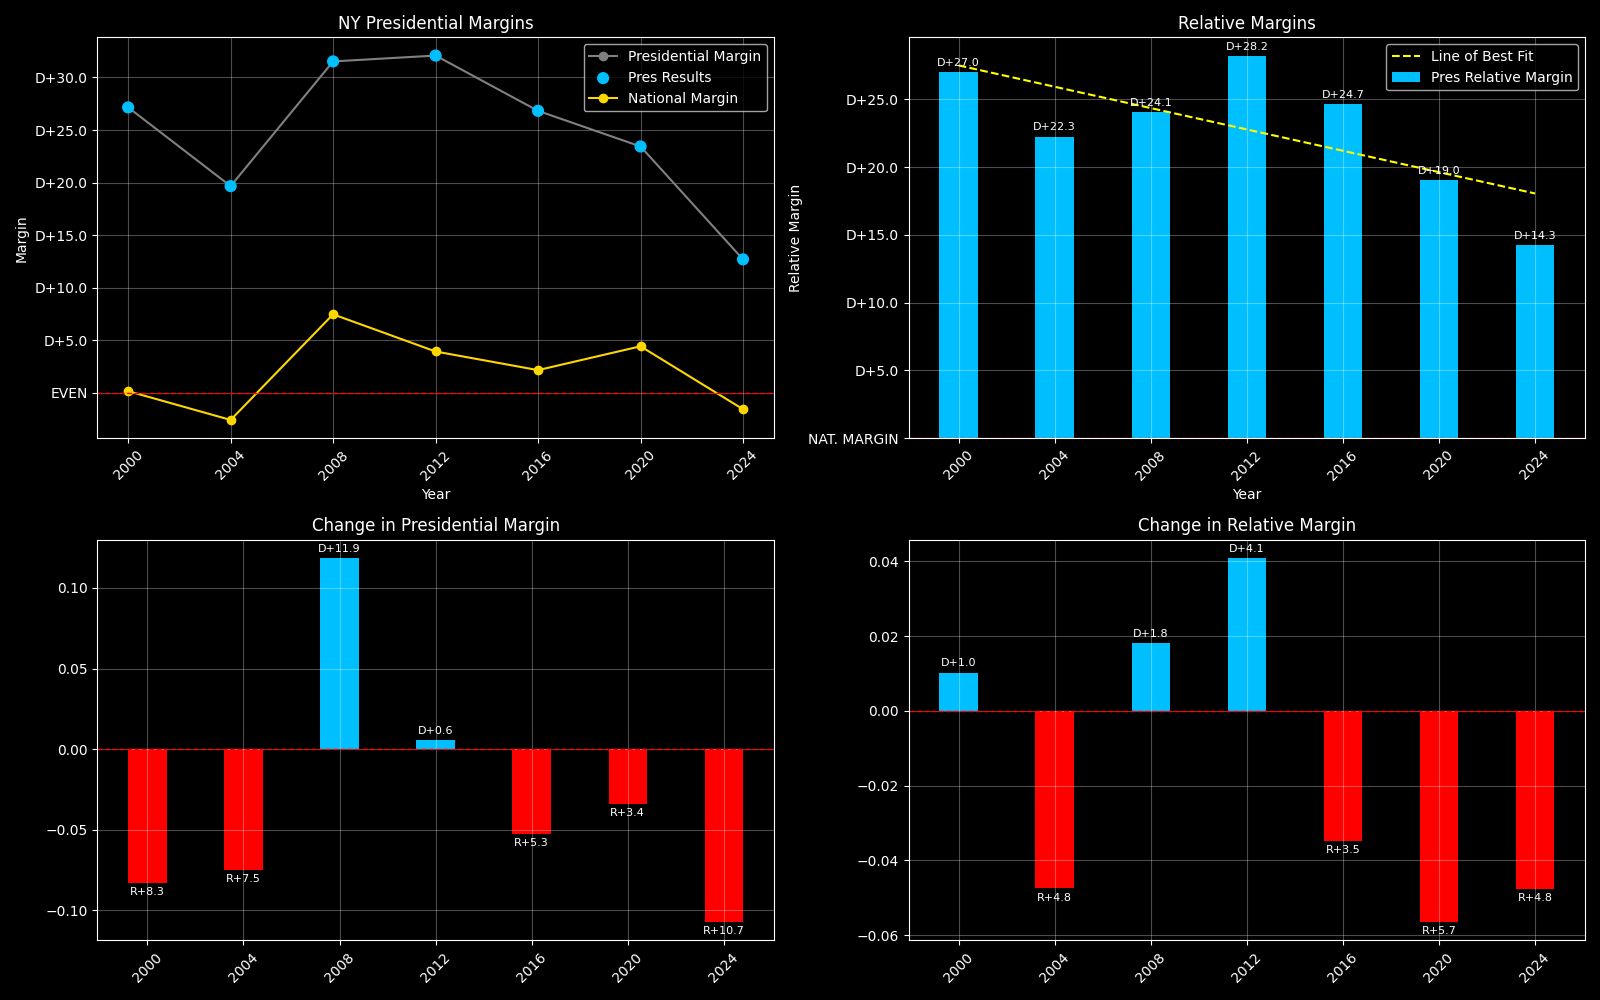 NY Presidential Margins
Presidential Margin
Pres Results
National Margin
D+30.0
D+25.0
D+20.0
D+15.0
D+10.0
D+5.0
EVEN
Margin
2000
2004
2008
2012
2016
2020
2024
Year
Relative Margins
Line of Best Fit
Pres Relative Margin
D+25.0
D+20.0
D+15.0
D+10.0
D+5.0
NAT. MARGIN
Relative Margin
D+27.0
D+22.3
D+24.1
D+28.2
D+24.7
D+19.0
D+14.3
2000
2004
2008
2012
2016
2020
2024
Year
Change in Presidential Margin
0.10
0.05
0.00
−0.05
−0.10
R+8.3
R+7.5
D+11.9
D+0.6
R+5.3
R+3.4
R+10.7
2000
2004
2008
2012
2016
2020
2024
Change in Relative Margin
0.04
0.02
0.00
−0.02
−0.04
−0.06
D+1.0
R+4.8
D+1.8
D+4.1
R+3.5
R+5.7
R+4.8
2000
2004
2008
2012
2016
2020
2024